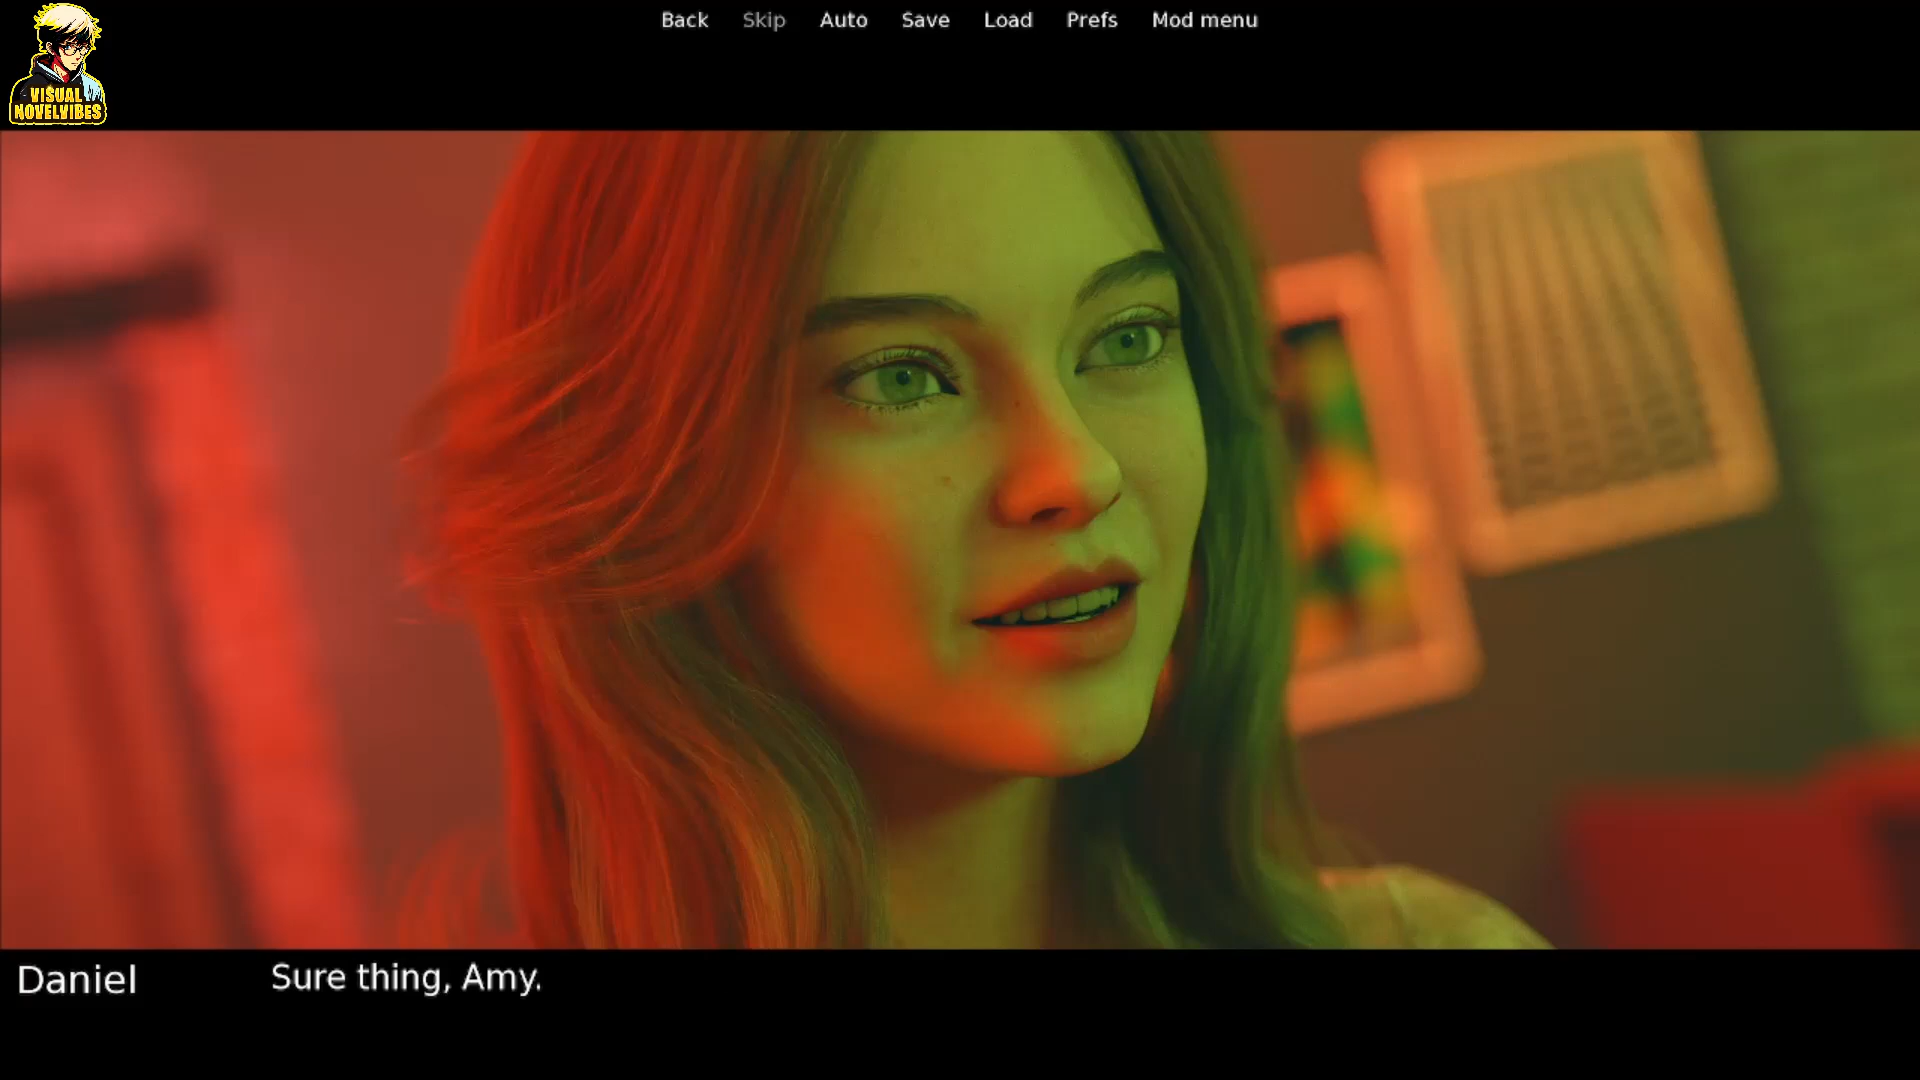 Back Skip Auto Save Load Prefs Mod menu
VISUAL
NOVELVIBES
Daniel Sure thing, Amy.